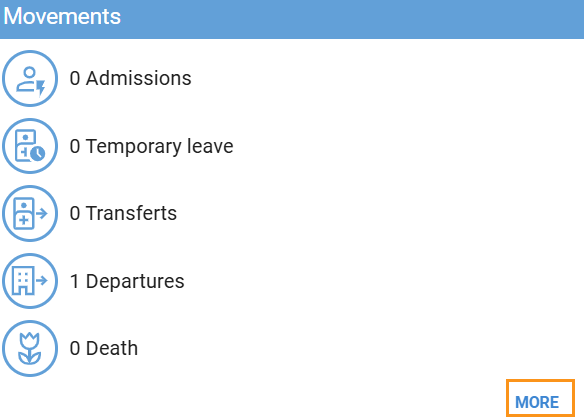 Movements
0 Admissions
0 Temporary leave
0 Transferts
1 Departures
0 Death
MORE